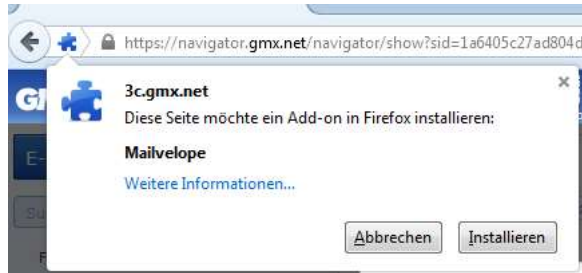 https://navigator.gmx.net/navigator/show?sid=1a6405c27ad804d
3c.gmx.net
Diese Seite möchte ein Add-on in Firefox installieren:
Mailvelope
Weitere Informationen...
Abbrechen Installieren